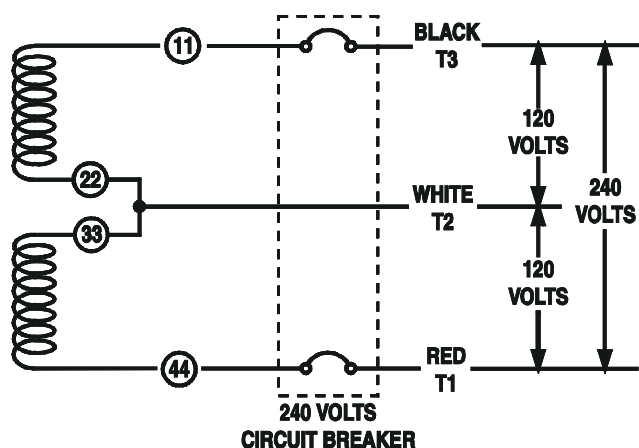 11
BLACK
T3
120
VOLTS
22
WHITE
T2
240
VOLTS
33
120
VOLTS
44
RED
T1
240 VOLTS
CIRCUIT BREAKER